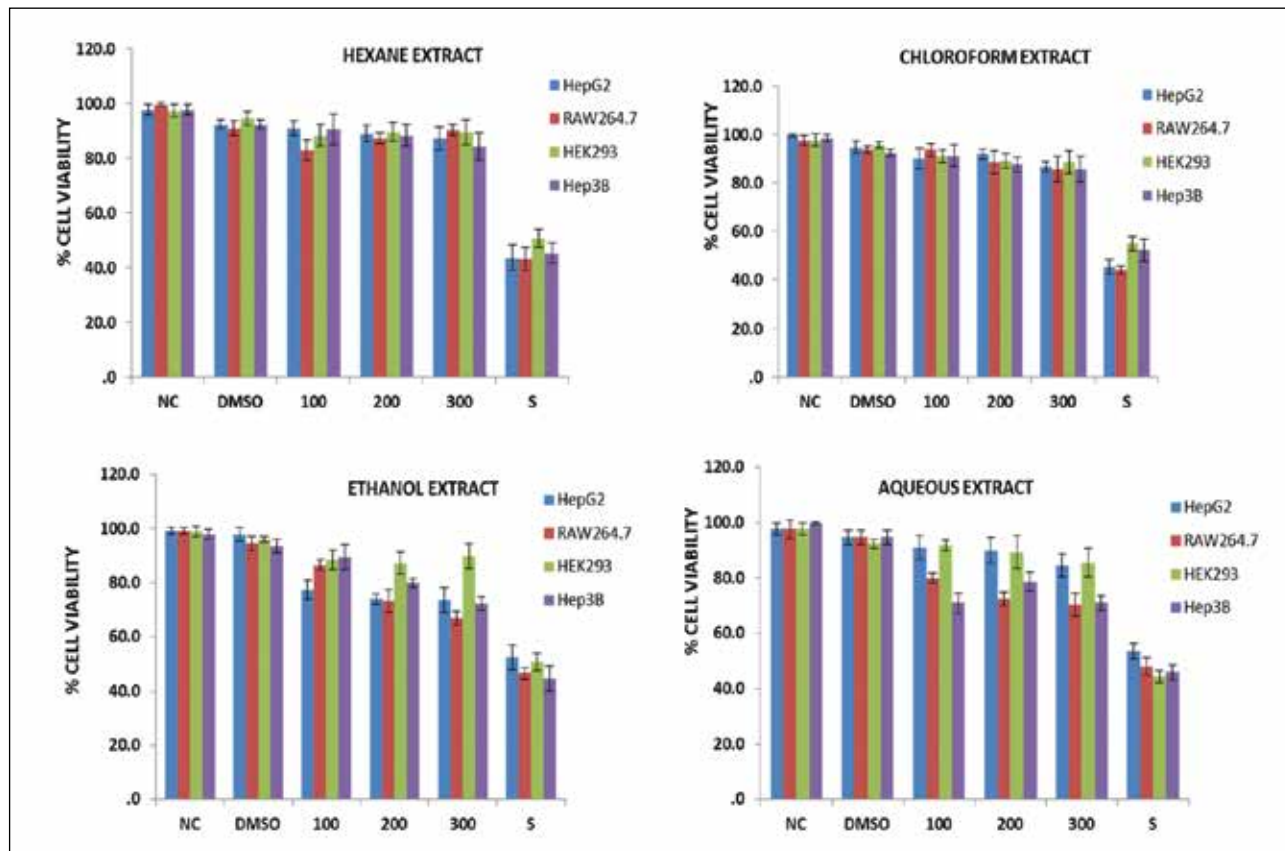 HEXANE EXTRACT
120.0
100.0
80.0
60.0
40.0
20.0
.0
% CELL VIABILITY
HepG2
RAW264.7
HEK293
Hep3B
NC DMSO 100 200 300 S
CHLOROFORM EXTRACT
120.0
100.0
80.0
60.0
40.0
20.0
.0
% CELL VIABILITY
HepG2
RAW264.7
HEK293
Hep3B
NC DMSO 100 200 300 S
ETHANOL EXTRACT
120.0
100.0
80.0
60.0
40.0
20.0
.0
% CELL VIABILITY
HepG2
RAW264.7
HEK293
Hep3B
NC DMSO 100 200 300 S
AQUEOUS EXTRACT
120.0
100.0
80.0
60.0
40.0
20.0
.0
% CELL VIABILITY
HepG2
RAW264.7
HEK293
Hep3B
NC DMSO 100 200 300 S